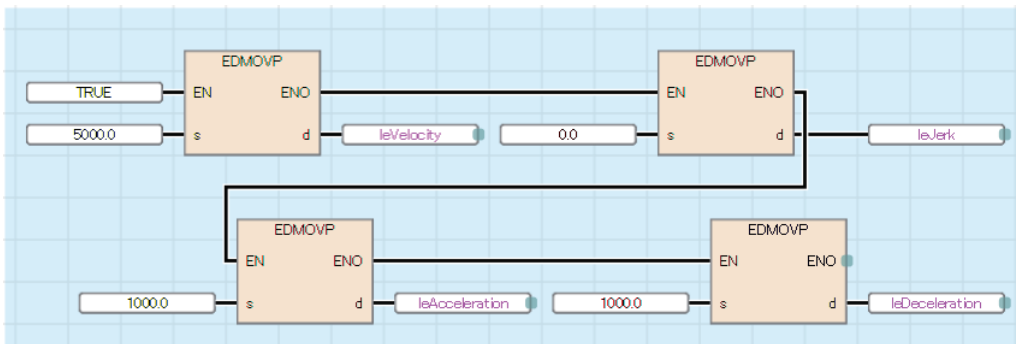 EDMOVP EDMOVP
TRUE EN ENO EN ENO
5000.0 s d leVelocity 0.0 s d leJerk
EDMOVP EDMOVP
EN ENO EN ENO
1000.0 s d leAcceleration 1000.0 s d leDeceleration